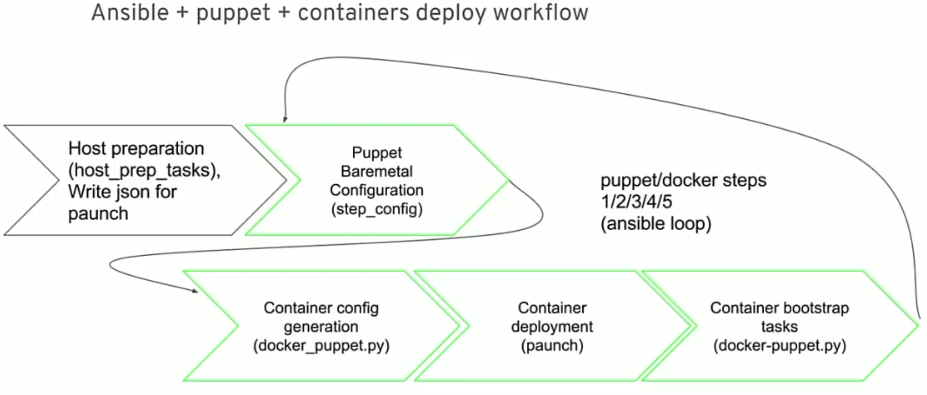 Ansible + puppet + containers deploy workflow
Host preparation
(host_prep_tasks),
Write json for
paunch
Puppet
Baremetal
Configuration
(step_config)
puppet/docker steps
1/2/3/4/5
(ansible loop)
Container config
generation
(docker_puppet.py)
Container
deployment
(paunch)
Container bootstrap
tasks
(docker-puppet.py)